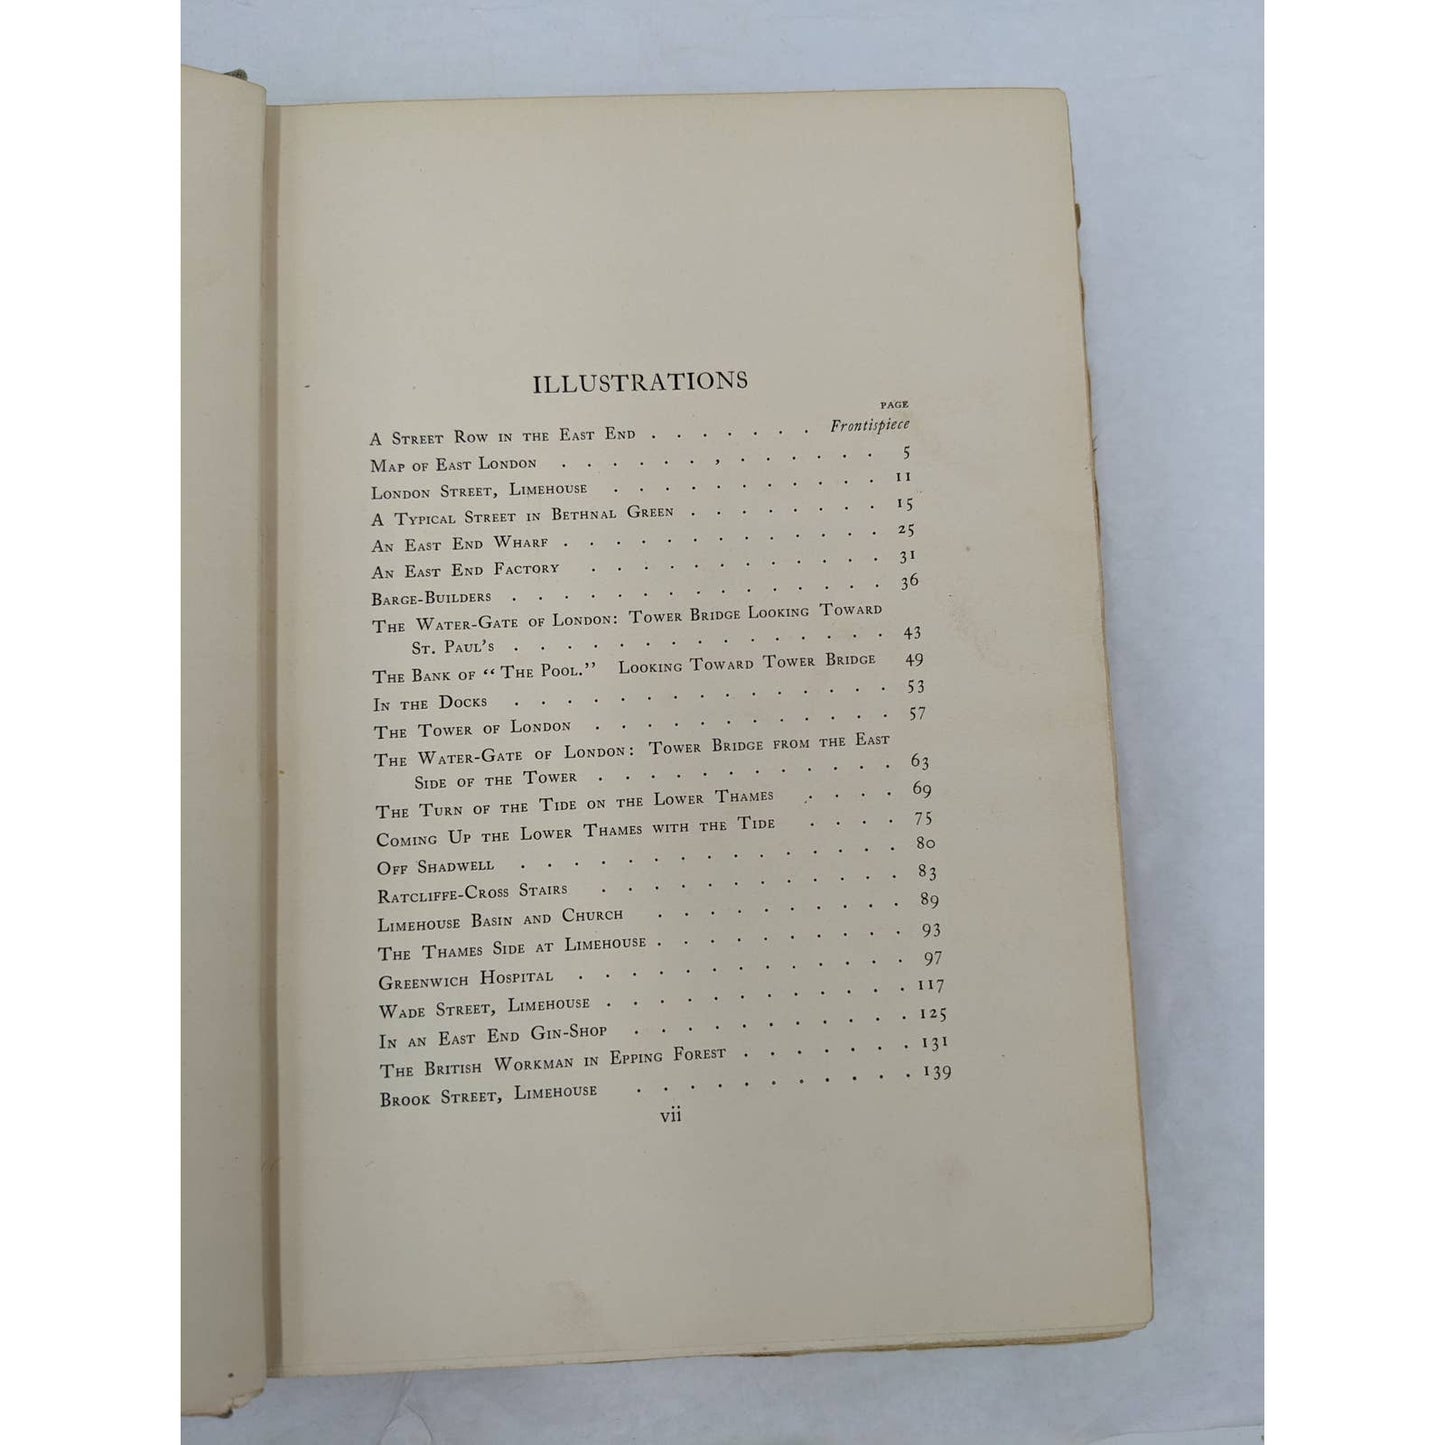 ILLUSTRATIONS
PAGE
A Street Row in the East End . . . . . . . Frontispiece
Map of East London . . . . . . , . . . . . . 5
London Street, Limehouse . . . . . . . . . . 11
A Typical Street in Bethnal Green . . . . . . . . 15
An East End Wharf . . . . . . . . . . . . 25
An East End Factory . . . . . . . . . . . 31
Barge-Builders . . . . . . . . . . . . . . 36
The Water-Gate of London: Tower Bridge Looking Toward
St. Paul's . . . . . . . . . . . . . . 43
The Bank of “The Pool.” Looking Toward Tower Bridge 49
In the Docks . . . . . . . . . . . . . . 53
The Tower of London . . . . . . . . . . . . 57
The Water-Gate of London: Tower Bridge from the East
Side of the Tower . . . . . . . . . . . 63
The Turn of the Tide on the Lower Thames . . . . 69
Coming Up the Lower Thames with the Tide . . . . 75
Off Shadwell . . . . . . . . . . . . . . 80
Ratcliffe-Cross Stairs . . . . . . . . . . . 83
Limehouse Basin and Church . . . . . . . . . 89
The Thames Side at Limehouse . . . . . . . . . 93
Greenwich Hospital . . . . . . . . . . . . 97
Wade Street, Limehouse . . . . . . . . . . . 117
In an East End Gin-Shop . . . . . . . . . . 125
The British Workman in Epping Forest . . . . . . . 131
Brook Street, Limehouse . . . . . . . . . . 139
vii